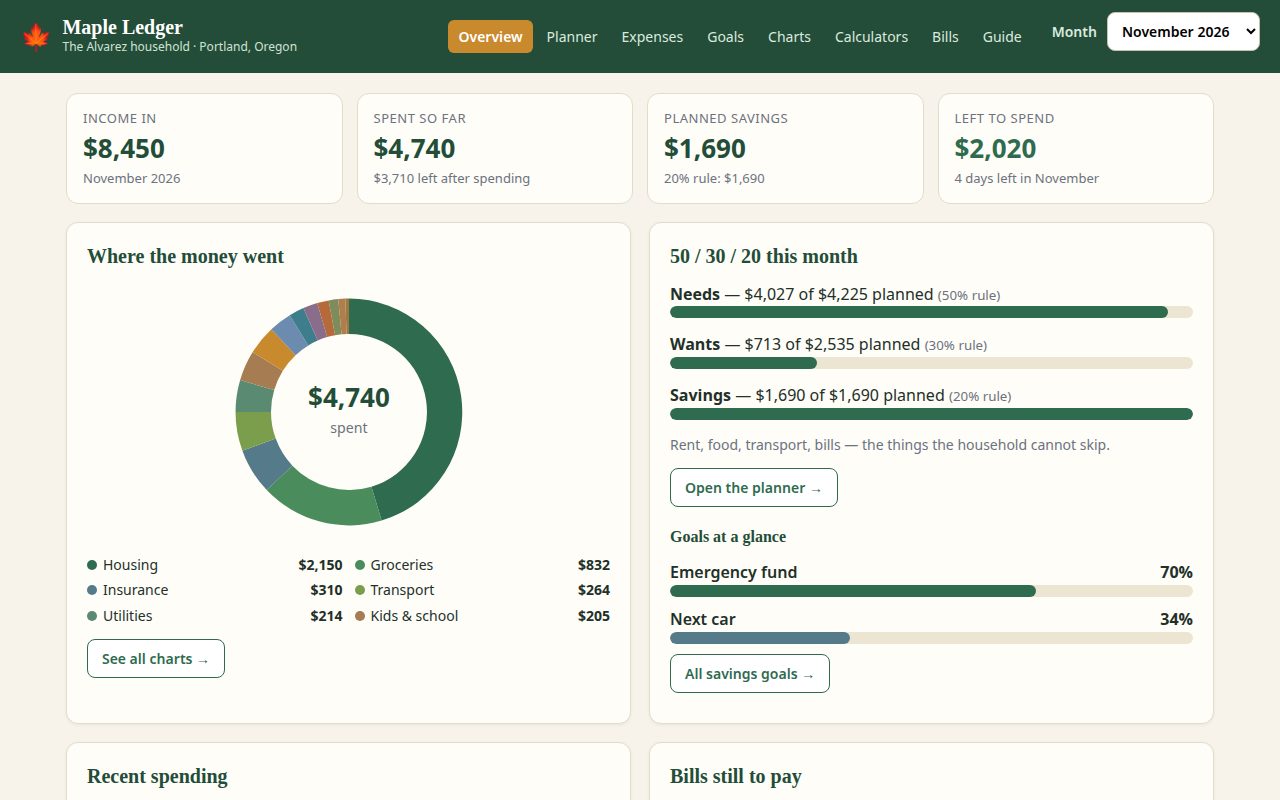 Maple Ledger
The Alvarez household · Portland, Oregon
Overview
Planner
Expenses
Goals
Charts
Calculators
Bills
Guide
Month
November 2026
INCOME IN
$8,450
November 2026
SPENT SO FAR
$4,740
$3,710 left after spending
PLANNED SAVINGS
$1,690
20% rule: $1,690
LEFT TO SPEND
$2,020
4 days left in November
Where the money went
$4,740
spent
Housing $2,150
Groceries $832
Insurance $310
Transport $264
Utilities $214
Kids & school $205
See all charts →
50 / 30 / 20 this month
Needs — $4,027 of $4,225 planned (50% rule)
Wants — $713 of $2,535 planned (30% rule)
Savings — $1,690 of $1,690 planned (20% rule)
Rent, food, transport, bills — the things the household cannot skip.
Open the planner →
Goals at a glance
Emergency fund 70%
Next car 34%
All savings goals →
Recent spending
Bills still to pay